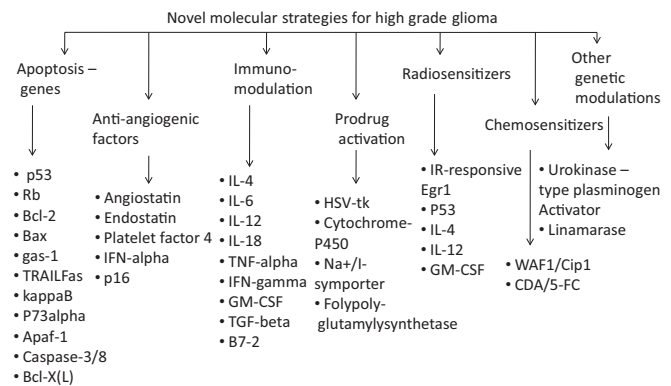 Novel molecular strategies for high grade glioma
Apoptosis –
genes
Anti-angiogenic
factors
Immuno-
modulation
Prodrug
activation
Radiosensitizers
Chemosensitizers
Other
genetic
modulations
• p53
• Rb
• Bcl-2
• Bax
• gas-1
• TRAILFas
• kappaB
• P73alpha
• Apaf-1
• Caspase-3/8
• Bcl-X(L)
• Angiostatin
• Endostatin
• Platelet factor 4
• IFN-alpha
• p16
• IL-4
• IL-6
• IL-12
• IL-18
• TNF-alpha
• IFN-gamma
• GM-CSF
• TGF-beta
• B7-2
• HSV-tk
• Cytochrome-
P450
• Na+/I-
symporter
• Folypoly-
glutamylysynthetase
• IR-responsive
Egr1
• P53
• IL-4
• IL-12
• GM-CSF
• WAF1/Cip1
• CDA/5-FC
• Urokinase –
type plasminogen
Activator
• Linamarase